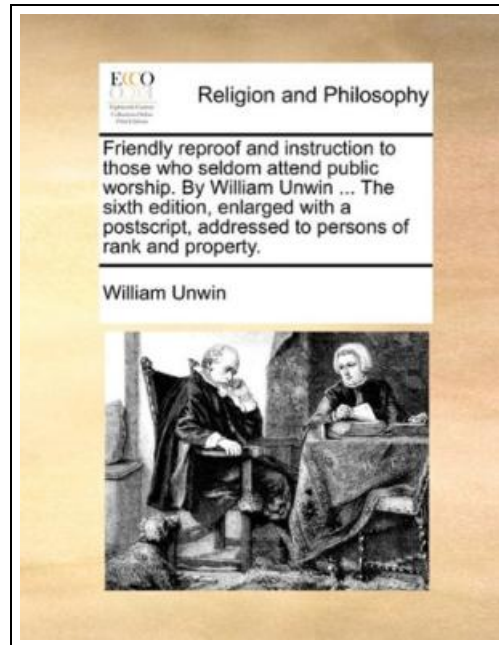 ECCO
Religion and Philosophy
Friendly reproof and instruction to
those who seldom attend public
worship. By William Unwin ... The
sixth edition, enlarged with a
postscript, addressed to persons of
rank and property.
William Unwin